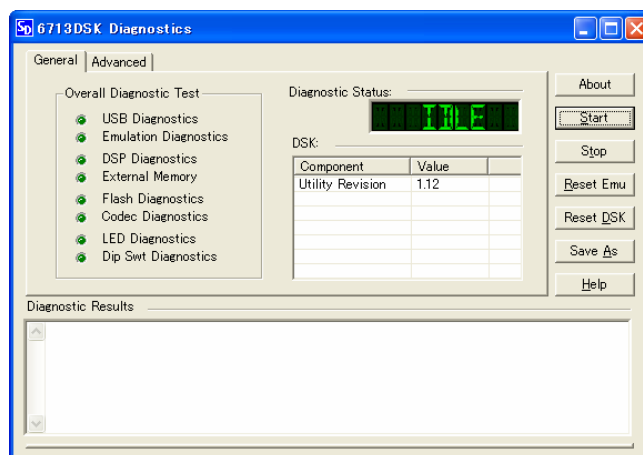 SD 6713DSK Diagnostics
General Advanced
Overall Diagnostic Test
USB Diagnostics
Emulation Diagnostics
DSP Diagnostics
External Memory
Flash Diagnostics
Codec Diagnostics
LED Diagnostics
Dip Swt Diagnostics
Diagnostic Status:
IDLE
DSK:
Component Value
Utility Revision 1.12
About
Start
Stop
Reset Emu
Reset DSK
Save As
Help
Diagnostic Results